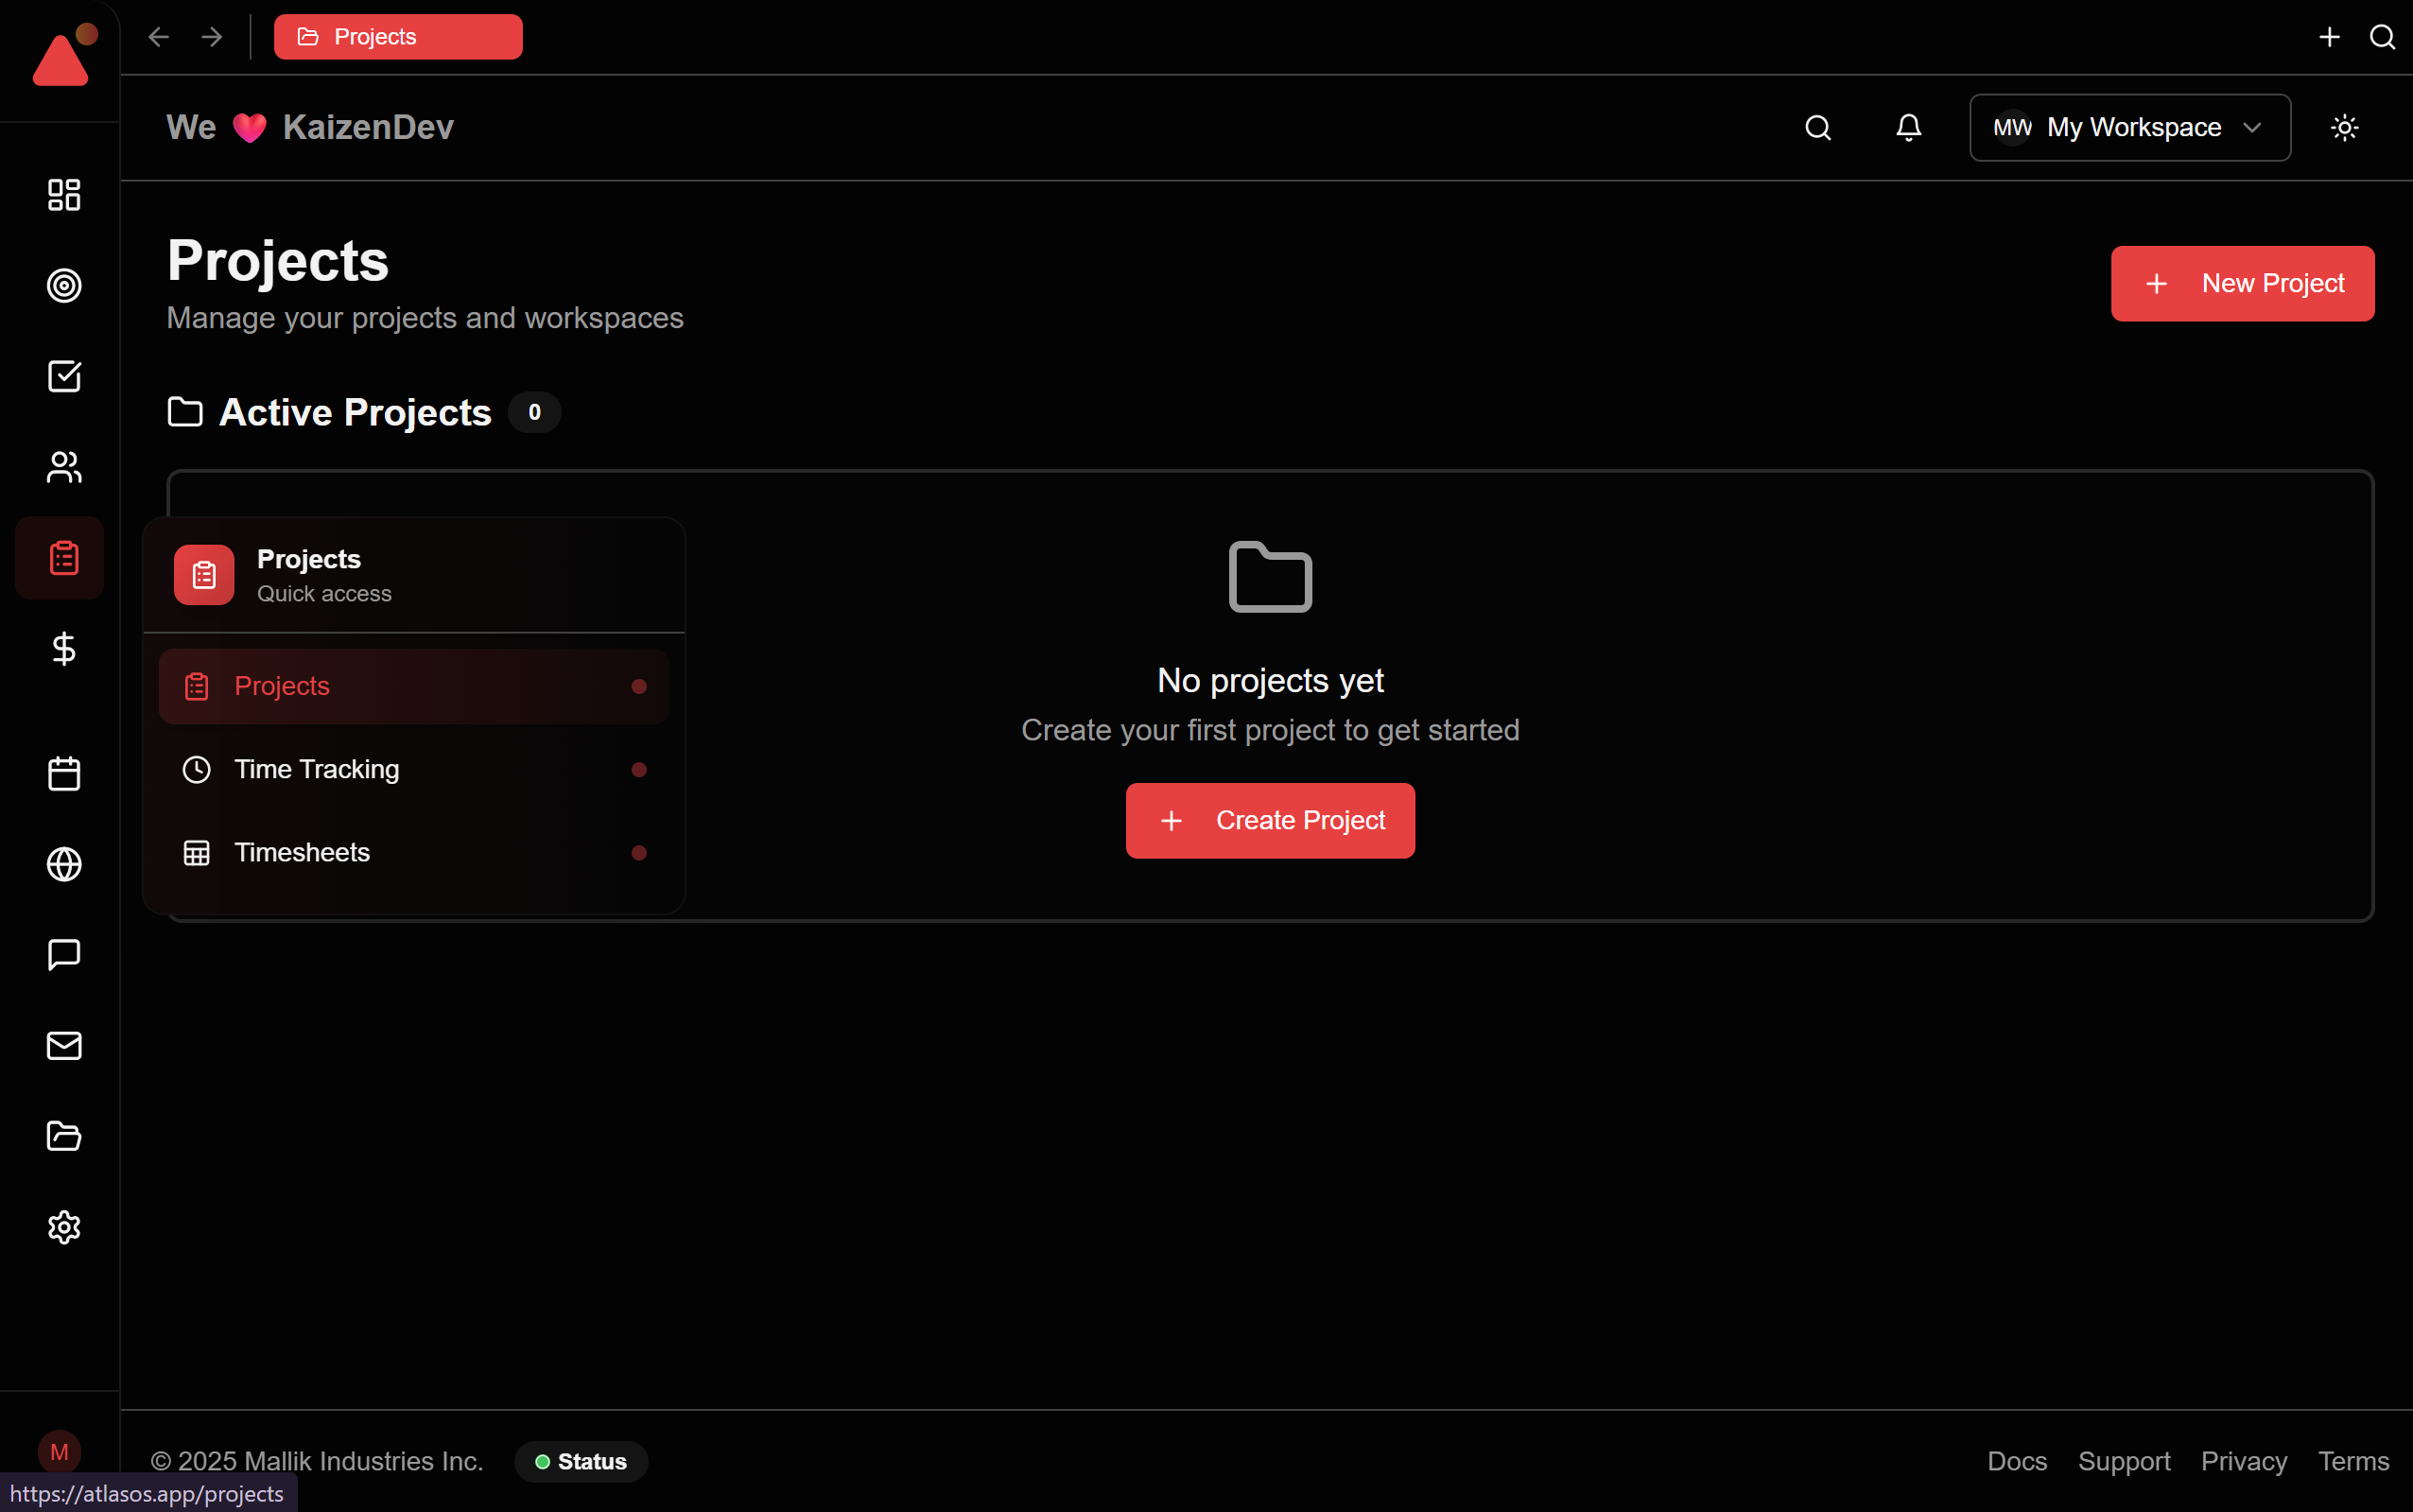 Projects
We ❤️ KaizenDev
MW My Workspace
Projects
Manage your projects and workspaces
+ New Project
Active Projects 0
Projects
Quick access
Projects
Time Tracking
Timesheets
No projects yet
Create your first project to get started
+ Create Project
M
© 2025 Mallik Industries Inc.
Status
Docs
Support
Privacy
Terms
https://atlasos.app/projects